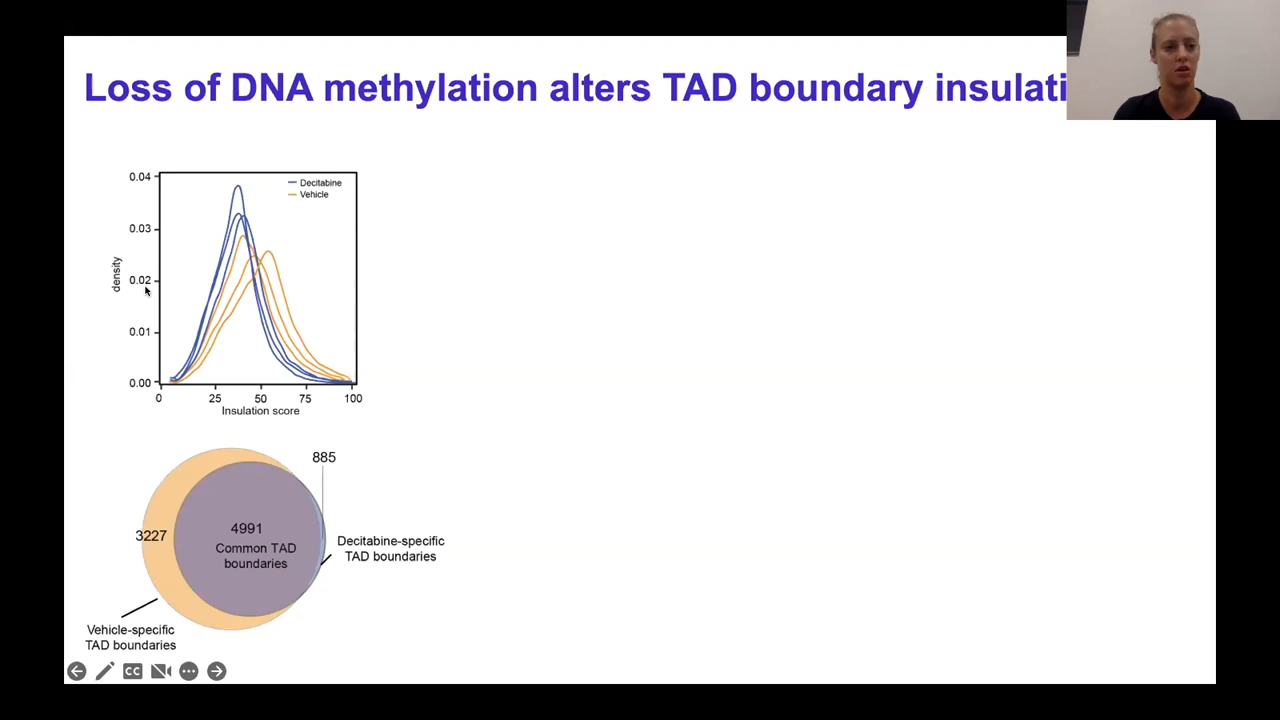 Loss of DNA methylation alters TAD boundary insulati
0.04
0.03
0.02
0.01
0.00
density
Decitabine
Vehicle
0
25
50
75
100
Insulation score
885
3227
4991
Common TAD
boundaries
Decitabine-specific
TAD boundaries
Vehicle-specific
TAD boundaries
CC